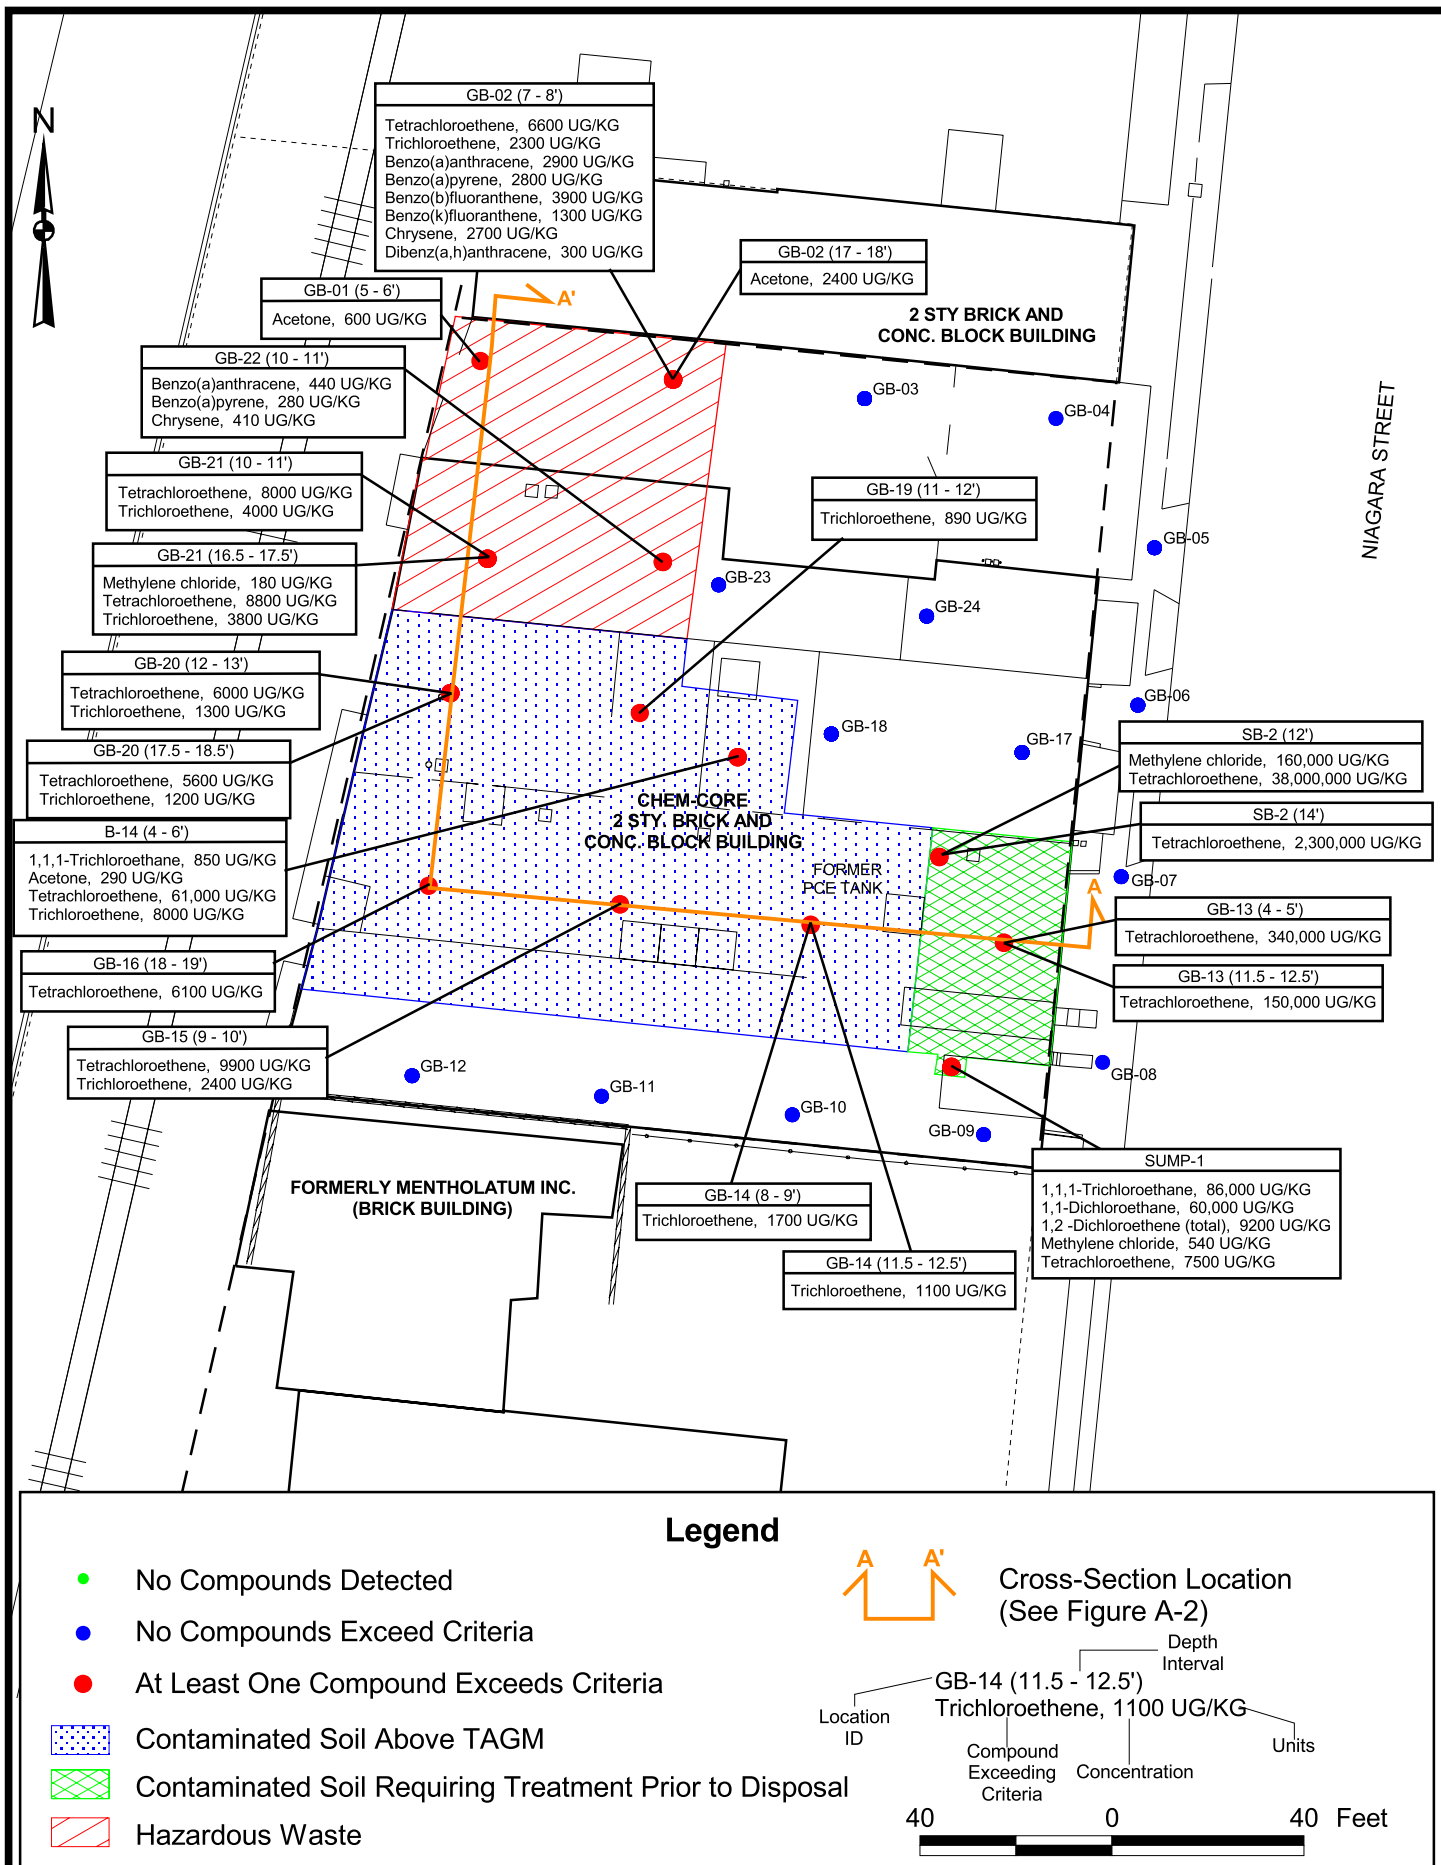 N
GB-02 (7 - 8')
Tetrachloroethene, 6600 UG/KG
Trichloroethene, 2300 UG/KG
Benzo(a)anthracene, 2900 UG/KG
Benzo(a)pyrene, 2800 UG/KG
Benzo(b)fluoranthene, 3900 UG/KG
Benzo(k)fluoranthene, 1300 UG/KG
Chrysene, 2700 UG/KG
Dibenz(a,h)anthracene, 300 UG/KG
GB-02 (17 - 18')
Acetone, 2400 UG/KG
GB-01 (5 - 6')
Acetone, 600 UG/KG
A'
2 STY BRICK AND
CONC. BLOCK BUILDING
GB-22 (10 - 11')
Benzo(a)anthracene, 440 UG/KG
Benzo(a)pyrene, 280 UG/KG
Chrysene, 410 UG/KG
GB-03
GB-04
NIAGARA STREET
GB-21 (10 - 11')
Tetrachloroethene, 8000 UG/KG
Trichloroethene, 4000 UG/KG
GB-19 (11 - 12')
Trichloroethene, 890 UG/KG
GB-05
GB-21 (16.5 - 17.5')
Methylene chloride, 180 UG/KG
Tetrachloroethene, 8800 UG/KG
Trichloroethene, 3800 UG/KG
GB-23
GB-24
GB-20 (12 - 13')
Tetrachloroethene, 6000 UG/KG
Trichloroethene, 1300 UG/KG
GB-06
GB-18
GB-17
GB-20 (17.5 - 18.5')
Tetrachloroethene, 5600 UG/KG
Trichloroethene, 1200 UG/KG
SB-2 (12')
Methylene chloride, 160,000 UG/KG
Tetrachloroethene, 38,000,000 UG/KG
CHEM-CORE
2 STY. BRICK AND
CONC. BLOCK BUILDING
SB-2 (14')
Tetrachloroethene, 2,300,000 UG/KG
B-14 (4 - 6')
1,1,1-Trichloroethane, 850 UG/KG
Acetone, 290 UG/KG
Tetrachloroethene, 61,000 UG/KG
Trichloroethene, 8000 UG/KG
FORMER
PCE TANK
GB-07
A
GB-13 (4 - 5')
Tetrachloroethene, 340,000 UG/KG
GB-16 (18 - 19')
Tetrachloroethene, 6100 UG/KG
GB-13 (11.5 - 12.5')
Tetrachloroethene, 150,000 UG/KG
GB-15 (9 - 10')
Tetrachloroethene, 9900 UG/KG
Trichloroethene, 2400 UG/KG
GB-12
GB-11
GB-10
GB-09
GB-08
FORMERLY MENTHOLATUM INC.
(BRICK BUILDING)
GB-14 (8 - 9')
Trichloroethene, 1700 UG/KG
SUMP-1
1,1,1-Trichloroethane, 86,000 UG/KG
1,1-Dichloroethane, 60,000 UG/KG
1,2 -Dichloroethene (total), 9200 UG/KG
Methylene chloride, 540 UG/KG
Tetrachloroethene, 7500 UG/KG
GB-14 (11.5 - 12.5')
Trichloroethene, 1100 UG/KG
Legend
No Compounds Detected
No Compounds Exceed Criteria
At Least One Compound Exceeds Criteria
Contaminated Soil Above TAGM
Contaminated Soil Requiring Treatment Prior to Disposal
Hazardous Waste
A A'
Cross-Section Location
(See Figure A-2)
Depth
Interval
GB-14 (11.5 - 12.5')
Trichloroethene, 1100 UG/KG
Location
ID
Compound
Exceeding
Criteria
Concentration
Units
40 0 40 Feet